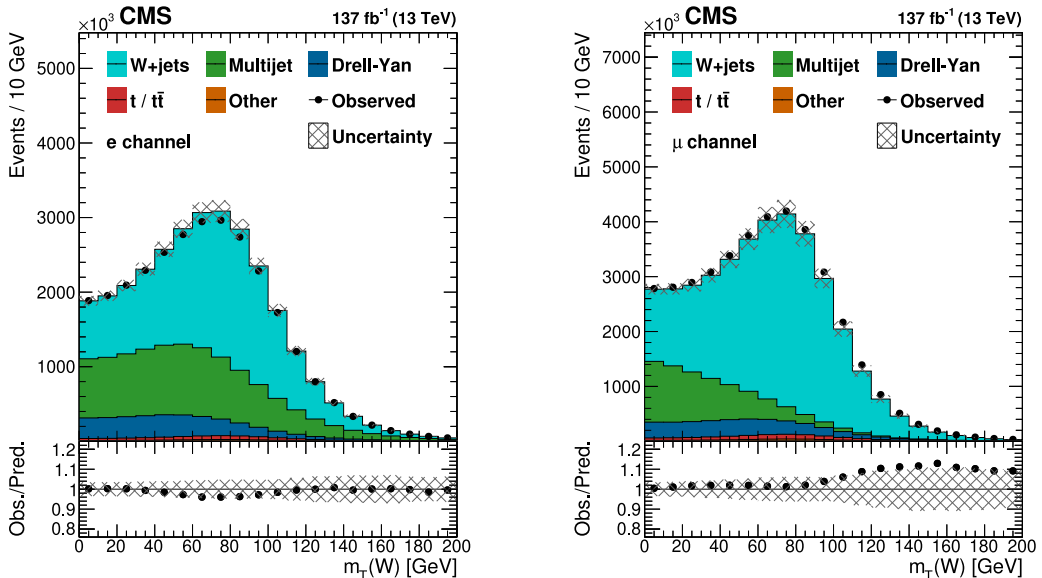 ×10³ CMS 137 fb⁻¹ (13 TeV)
Events / 10 GeV
5000
4000
3000
2000
1000
W+jets Multijet Drell-Yan
t / tt̄ Other Observed
e channel Uncertainty
Obs./Pred.
1.2
1.1
1
0.9
0.8
0 20 40 60 80 100 120 140 160 180 200
m_T(W) [GeV]
×10³ CMS 137 fb⁻¹ (13 TeV)
Events / 10 GeV
7000
6000
5000
4000
3000
2000
1000
W+jets Multijet Drell-Yan
t / tt̄ Other Observed
μ channel Uncertainty
Obs./Pred.
1.2
1.1
1
0.9
0.8
0 20 40 60 80 100 120 140 160 180 200
m_T(W) [GeV]